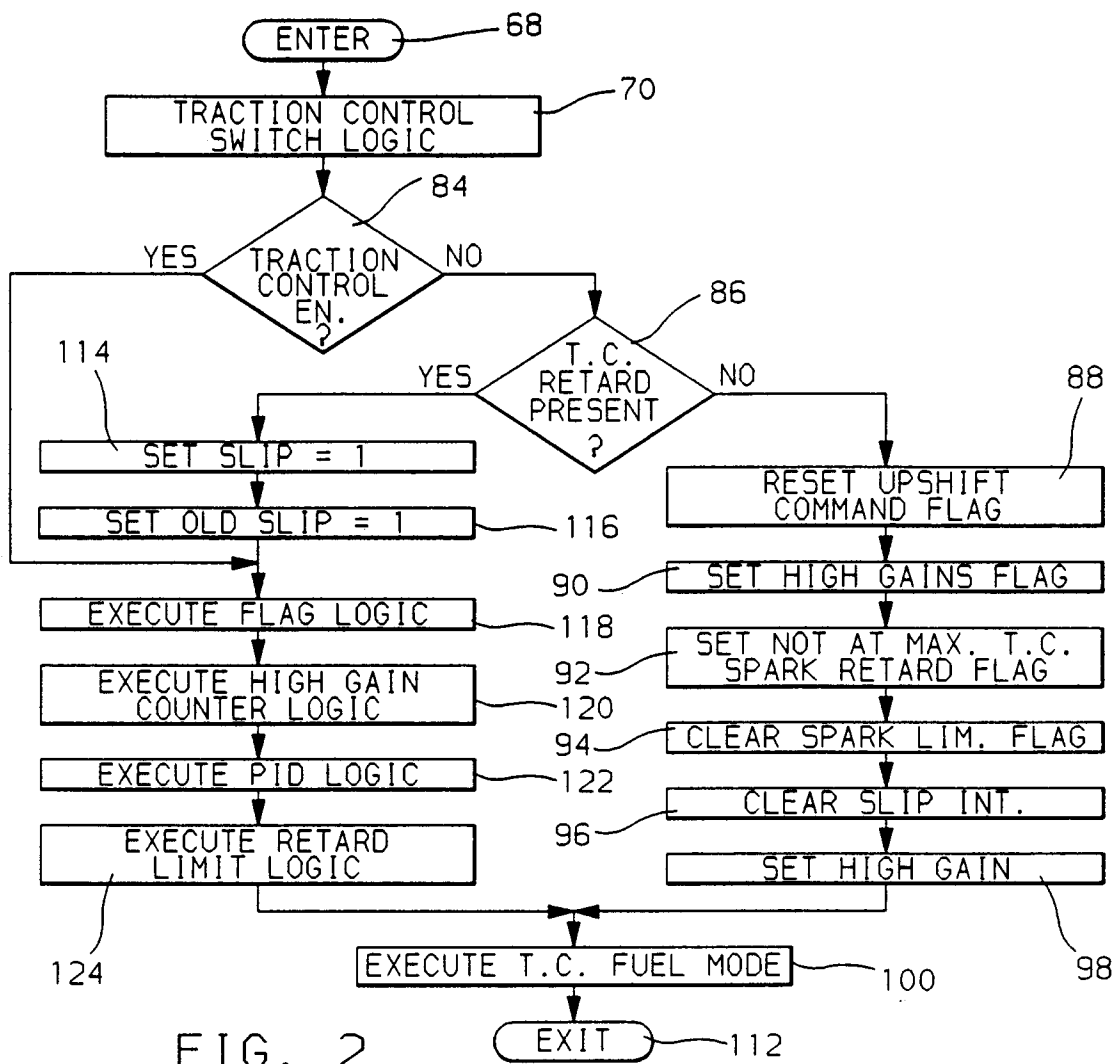 ENTER
68
TRACTION CONTROL
SWITCH LOGIC
70
84
YES
TRACTION
CONTROL
EN.
?
NO
86
YES
T.C.
RETARD
PRESENT
?
NO
114
SET SLIP = 1
SET OLD SLIP = 1
116
88
RESET UPSHIFT
COMMAND FLAG
90
SET HIGH GAINS FLAG
EXECUTE FLAG LOGIC
118
92
SET NOT AT MAX. T.C.
SPARK RETARD FLAG
EXECUTE HIGH GAIN
COUNTER LOGIC
120
94
CLEAR SPARK LIM. FLAG
EXECUTE PID LOGIC
122
96
CLEAR SLIP INT.
EXECUTE RETARD
LIMIT LOGIC
124
SET HIGH GAIN
98
EXECUTE T.C. FUEL MODE
100
EXIT
112
FIG. 2